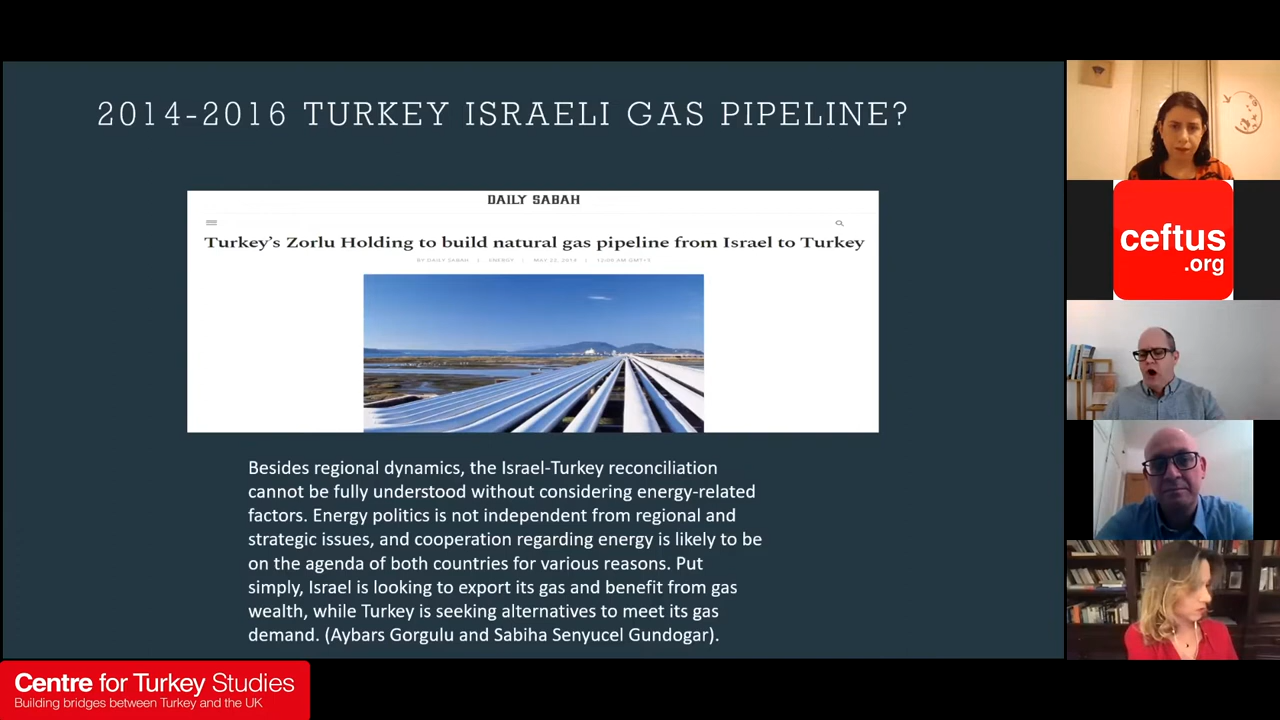 2014-2016 TURKEY ISRAELI GAS PIPELINE?
DAILY SABAH
Turkey's Zorlu Holding to build natural gas pipeline from Israel to Turkey
BY DAILY SABAH | ENERGY |
Besides regional dynamics, the Israel-Turkey reconciliation
cannot be fully understood without considering energy-related
factors. Energy politics is not independent from regional and
strategic issues, and cooperation regarding energy is likely to be
on the agenda of both countries for various reasons. Put
simply, Israel is looking to export its gas and benefit from gas
wealth, while Turkey is seeking alternatives to meet its gas
demand. (Aybars Gorgulu and Sabiha Senyucel Gundogar).
ceftus
.org
Centre for Turkey Studies
Building bridges between Turkey and the UK